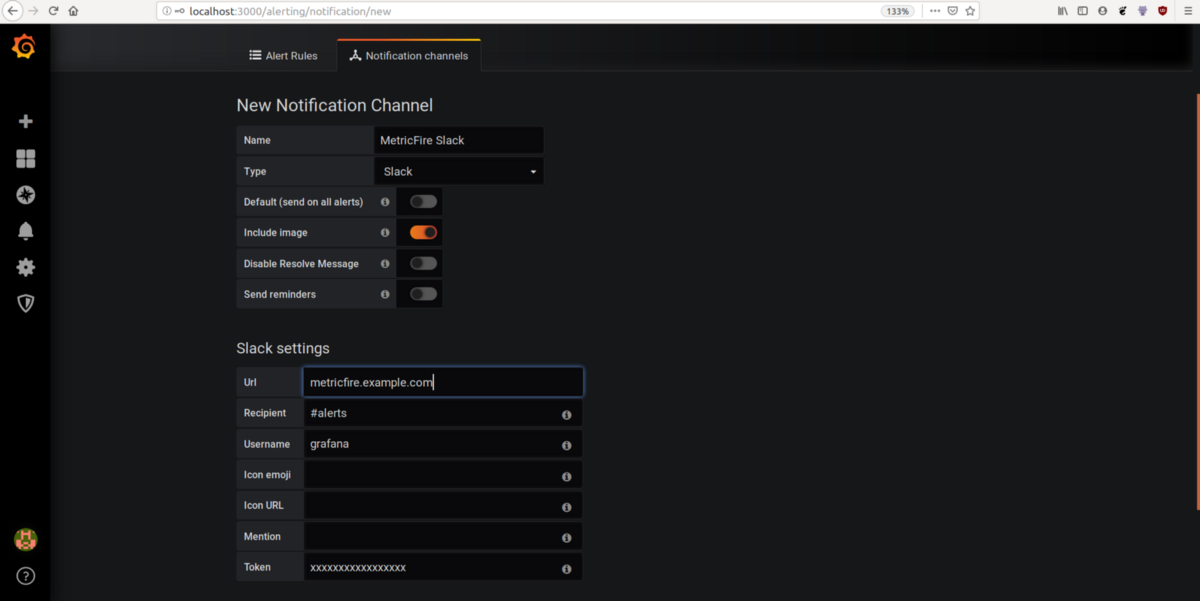 localhost:3000/alerting/notification/new
133%
Alert Rules
Notification channels
New Notification Channel
Name MetricFire Slack
Type Slack
Default (send on all alerts)
Include image
Disable Resolve Message
Send reminders
Slack settings
Url metricfire.example.com
Recipient #alerts
Username grafana
Icon emoji
Icon URL
Mention
Token xxxxxxxxxxxxxxxxx